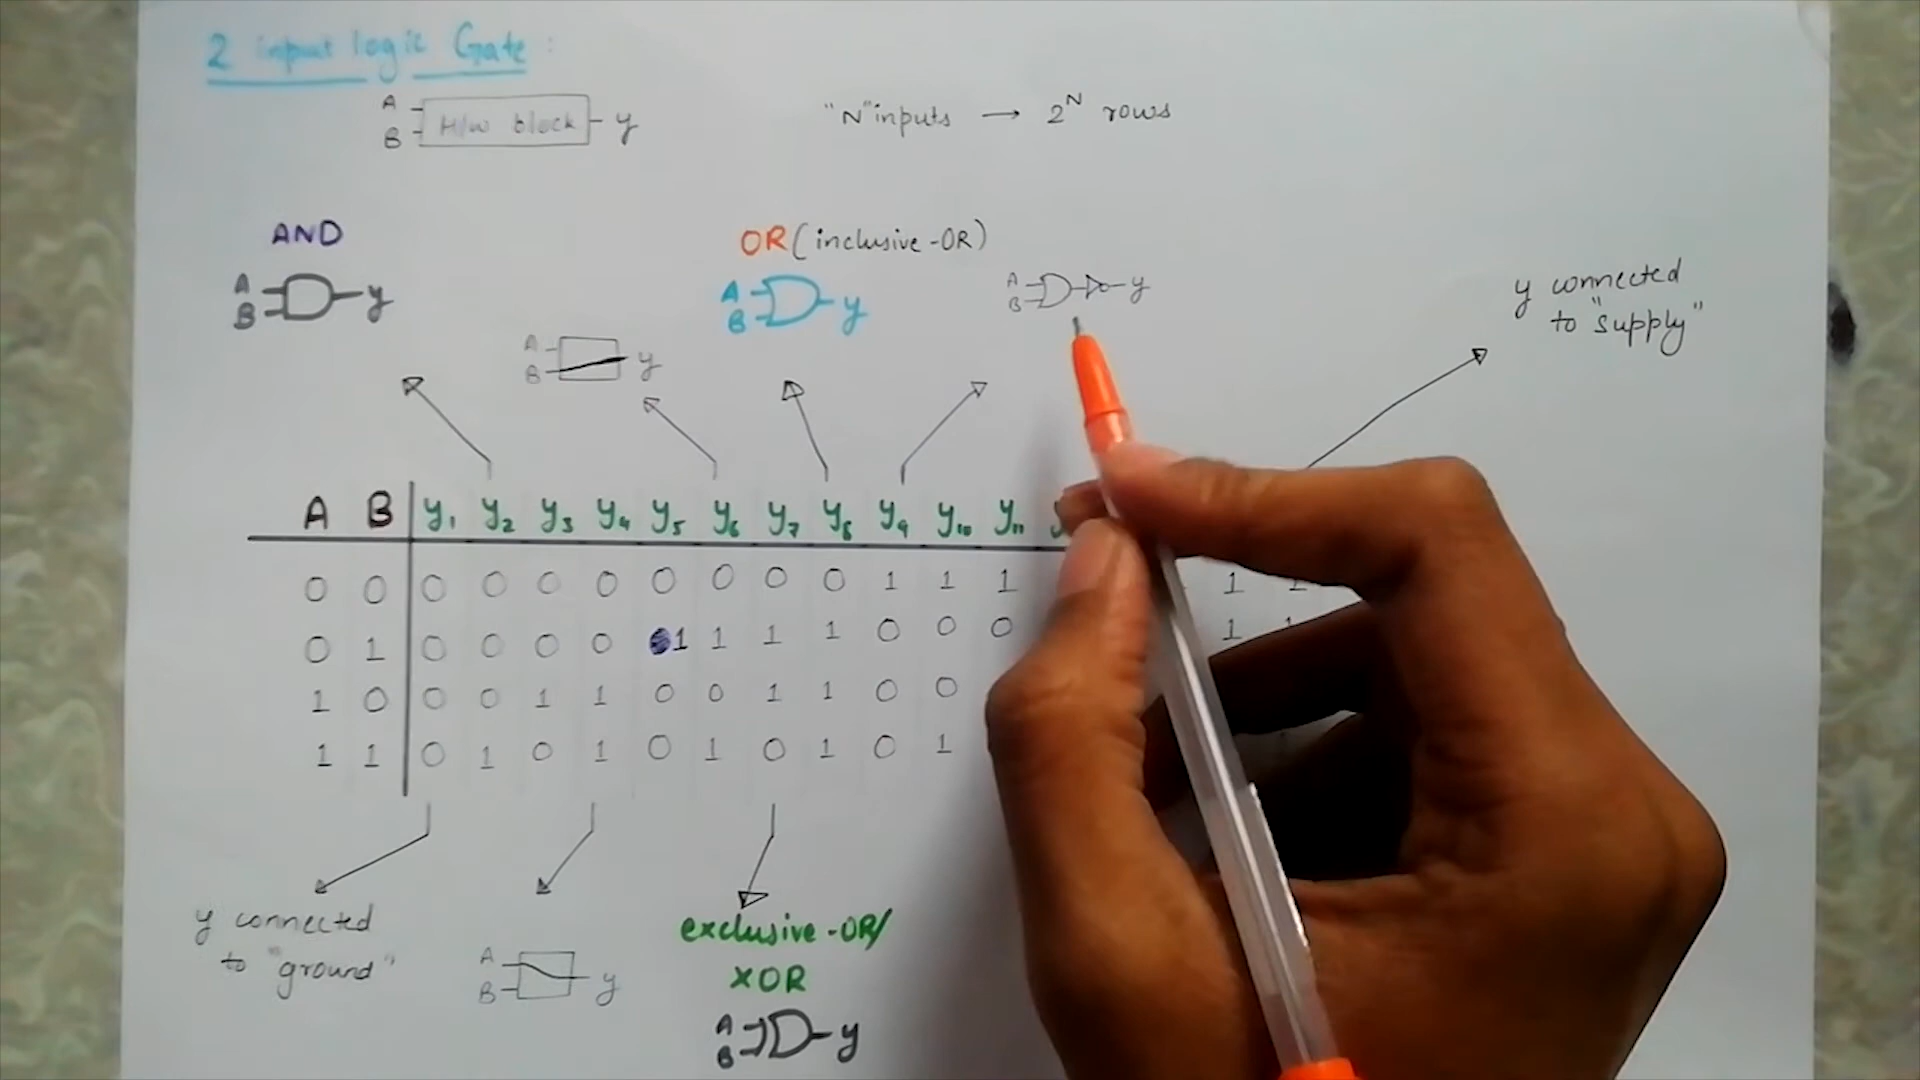 2 input logic Gate :
A
B
H/w block
y
"N" inputs → 2^N rows
AND
A
B
y
OR (inclusive-OR)
A
B
y
A
B
y
A
B
y
y connected
to "supply"
A B y1 y2 y3 y4 y5 y6 y7 y8 y9 y10 y11
0 0 0 0 0 0 0 0 0 0 1 1 1 1 1
0 1 0 0 0 0 1 1 1 1 0 0 0 1
1 0 0 0 1 1 0 0 1 1 0 0
1 1 0 1 0 1 0 1 0 1 0 1
y connected
to "ground"
A
B
y
exclusive-OR/
XOR
A
B
y